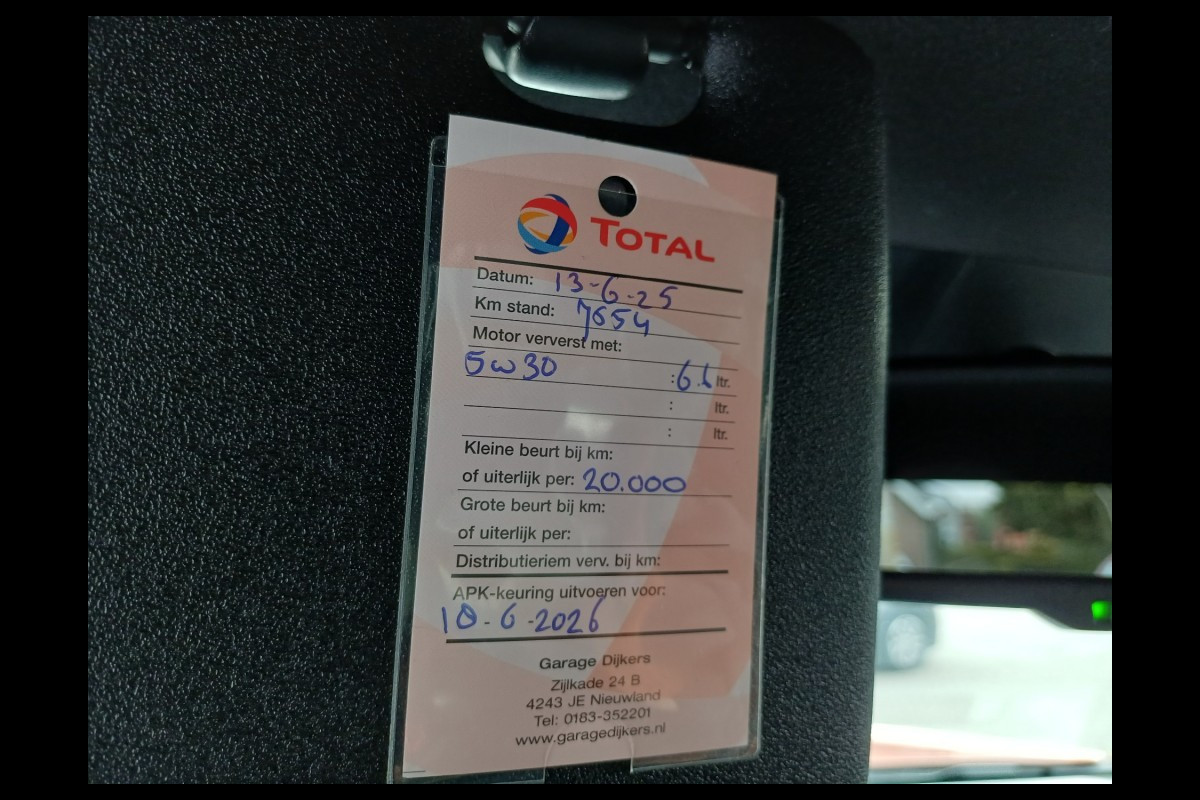 TOTAL
Datum: 13-6-25
Km stand: 7654
Motor ververst met:
5w30 : 6.L ltr.
: ltr.
: ltr.
Kleine beurt bij km:
of uiterlijk per: 20.000
Grote beurt bij km:
of uiterlijk per:
Distributieriem verv. bij km:
APK-keuring uitvoeren voor:
10-6-2026
Garage Dijkers
Zijlkade 24 B
4243 JE Nieuwland
Tel: 0183-352201
www.garagedijkers.nl